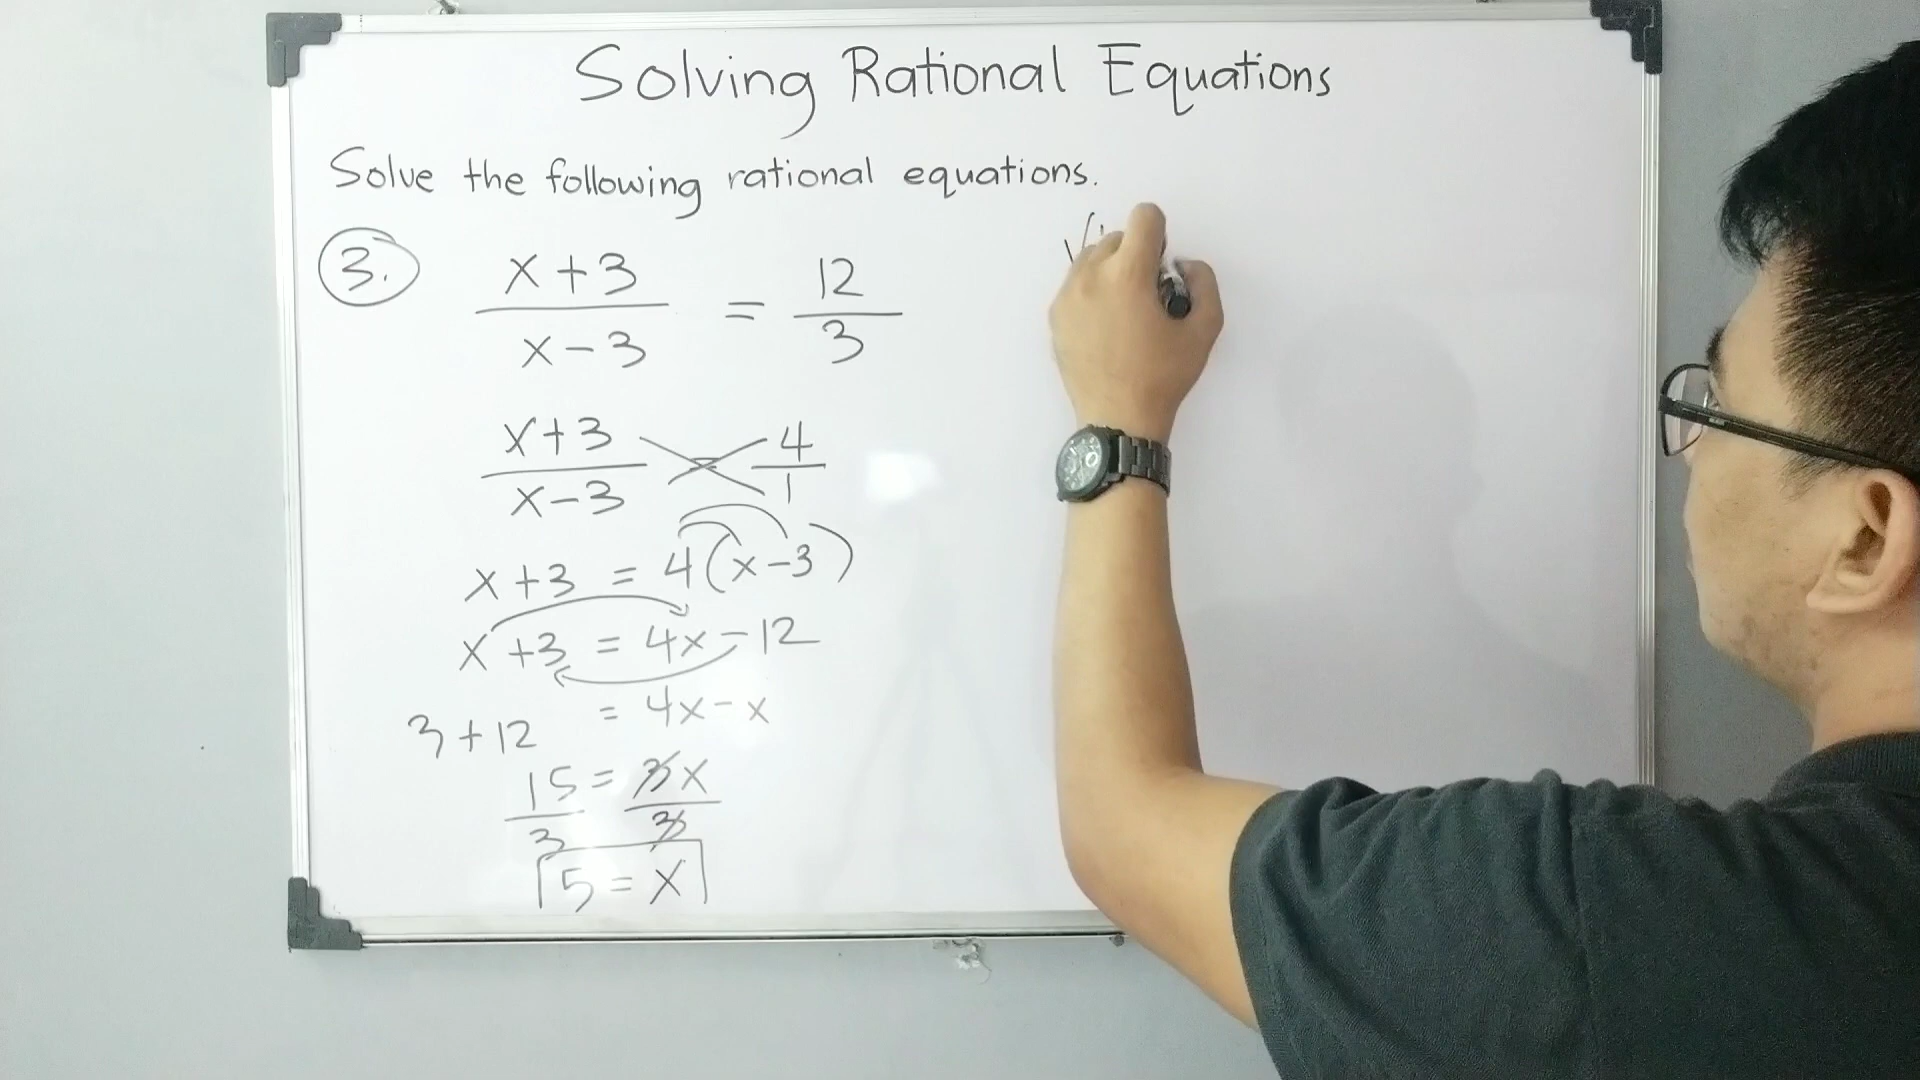 Solving Rational Equations
Solve the following rational equations.
3. x+3 / x-3 = 12 / 3
x+3 / x-3 = 4 / 1
x+3 = 4(x-3)
x+3 = 4x-12
3+12 = 4x-x
15/3 = 3x/3
5 = x